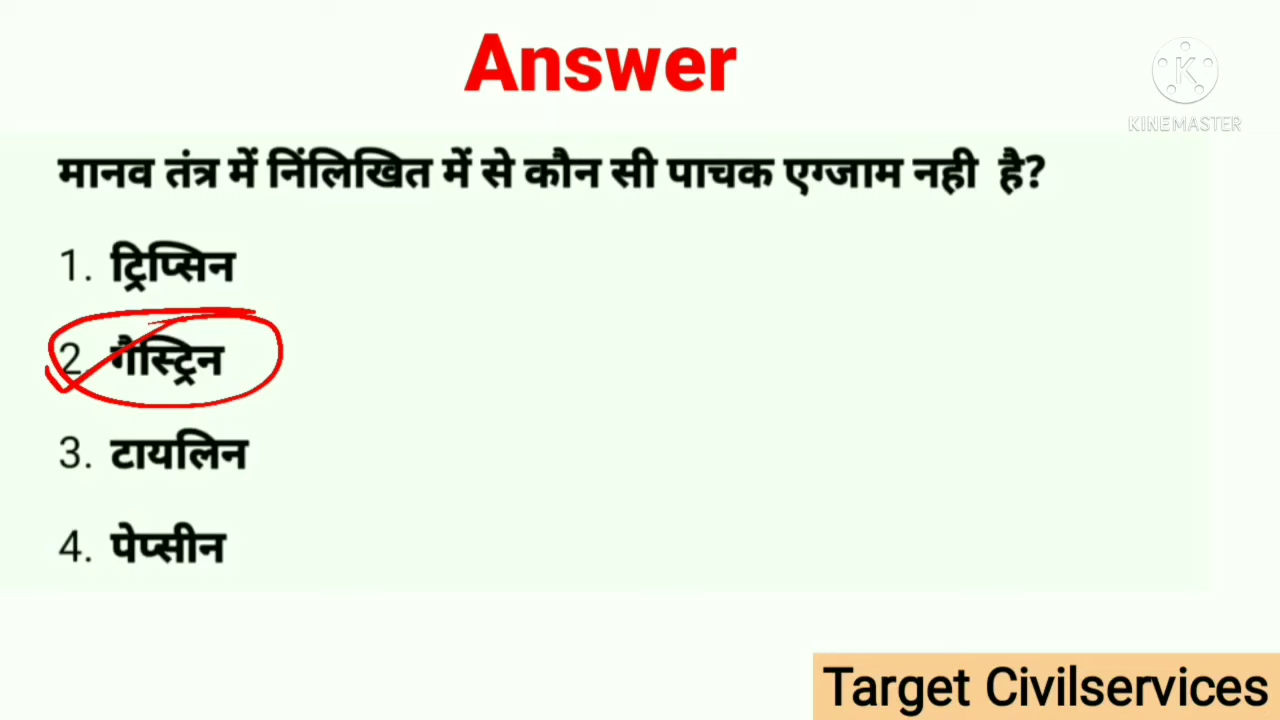 Answer
K
KINEMASTER
मानव तंत्र में निंलिखित में से कौन सी पाचक एग्जाम नही है?
1. ट्रिप्सिन
2. गैस्ट्रिन
3. टायलिन
4. पेप्सीन
Target Civilservices